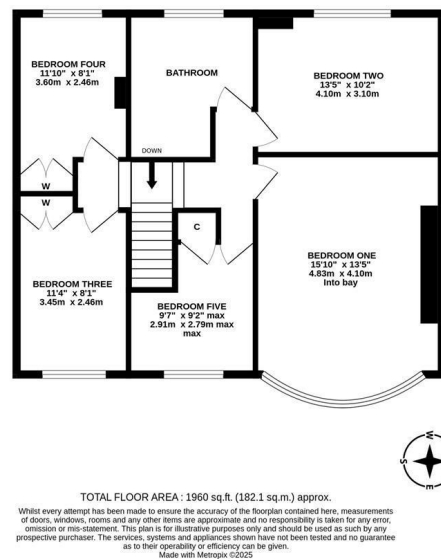 BEDROOM FOUR
11'10" x 8'1"
3.60m x 2.46m
BATHROOM
BEDROOM TWO
13'5" x 10'2"
4.10m x 3.10m
DOWN
W
W
C
BEDROOM ONE
15'10" x 13'5"
4.83m x 4.10m
Into bay
BEDROOM THREE
11'4" x 8'1"
3.45m x 2.46m
BEDROOM FIVE
9'7" x 9'2" max
2.91m x 2.79m max
max
W
S
E
TOTAL FLOOR AREA : 1960 sq.ft. (182.1 sq.m.) approx.
Whilst every attempt has been made to ensure the accuracy of the floorplan contained here, measurements
of doors, windows, rooms and any other items are approximate and no responsibility is taken for any error,
omission or mis-statement. This plan is for illustrative purposes only and should be used as such by any
prospective purchaser. The services, systems and appliances shown have not been tested and no guarantee
as to their operability or efficiency can be given.
Made with Metropix ©2025